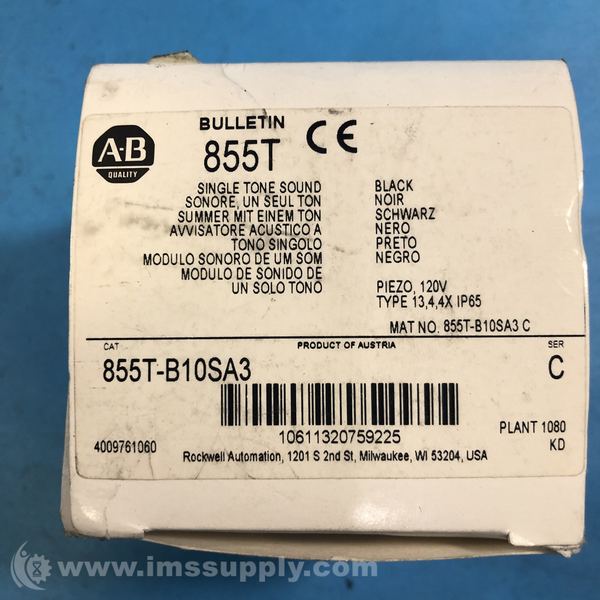 A-B
QUALITY
BULLETIN
855T
CE
SINGLE TONE SOUND
SONORE, UN SEUL TON
SUMMER MIT EINEM TON
AVVISATORE ACUSTICO A
TONO SINGOLO
MODULO SONORO DE UM SOM
MODULO DE SONIDO DE
UN SOLO TONO
BLACK
NOIR
SCHWARZ
NERO
PRETO
NEGRO
PIEZO, 120V
TYPE 13,4,4X IP65
MAT NO. 855T-B10SA3 C
CAT
PRODUCT OF AUSTRIA
SER
855T-B10SA3
C
10611320759225
PLANT 1080
KD
4009761060
Rockwell Automation, 1201 S 2nd St, Milwaukee, WI 53204, USA
www.imssupply.com